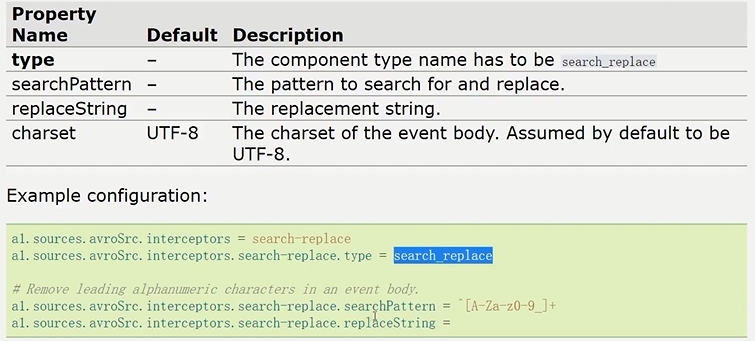 Property
Name Default Description
type – The component type name has to be search_replace
searchPattern – The pattern to search for and replace.
replaceString – The replacement string.
charset UTF-8 The charset of the event body. Assumed by default to be
UTF-8.
Example configuration:
a1.sources.avroSrc.interceptors = search-replace
a1.sources.avroSrc.interceptors.search-replace.type = search_replace
# Remove leading alphanumeric characters in an event body.
a1.sources.avroSrc.interceptors.search-replace.searchPattern = ^[A-Za-z0-9_]+
a1.sources.avroSrc.interceptors.search-replace.replaceString =